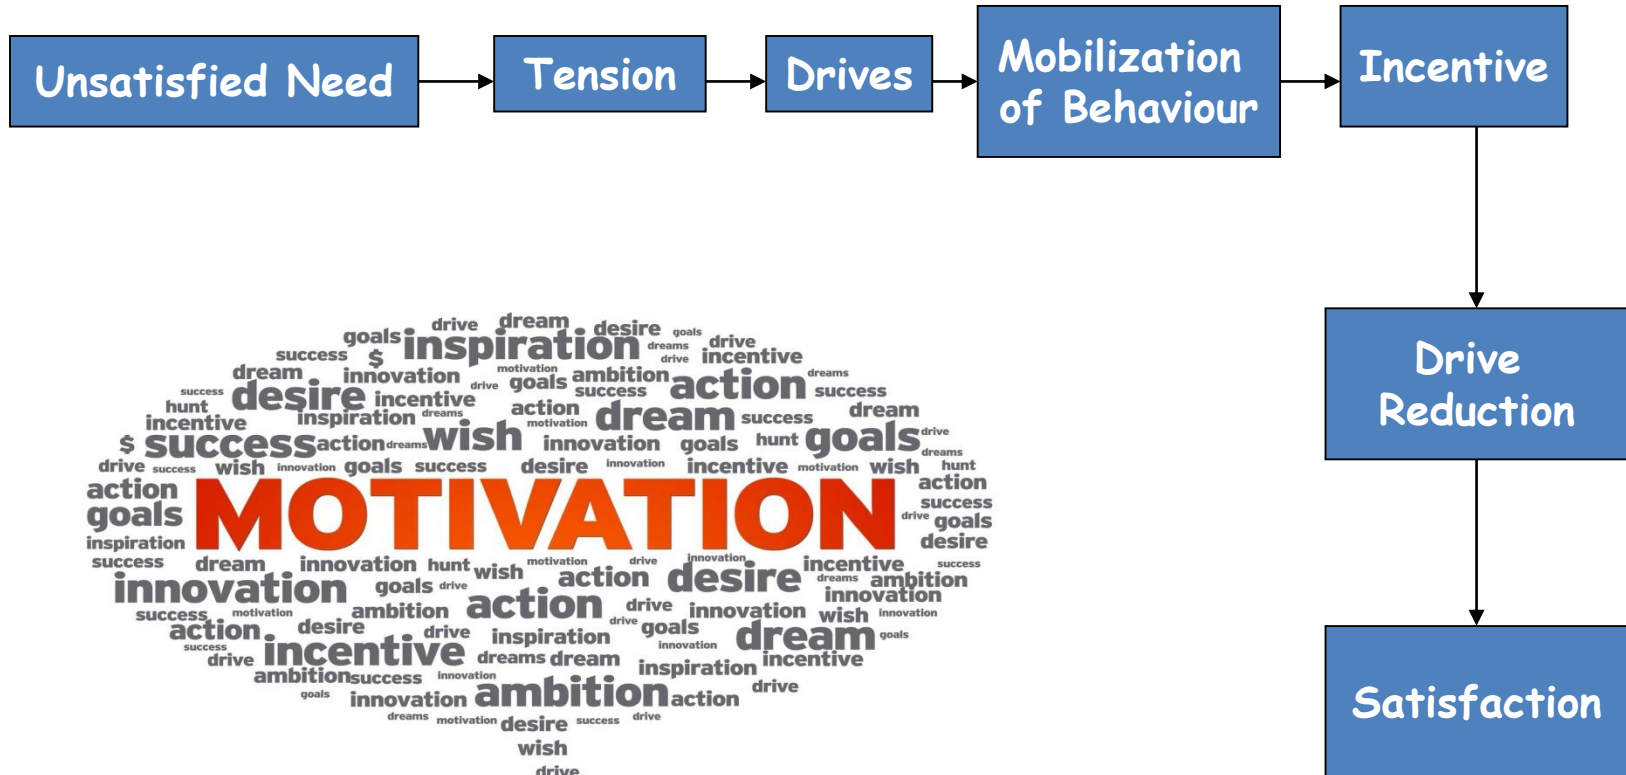 Unsatisfied Need
Tension
Drives
Mobilization
of Behaviour
Incentive
Drive
Reduction
Satisfaction
drive dream desire goals
goals inspiration dreams drive
success $ drive incentive
dream innovation motivation drive goals ambition action dreams
success desire incentive success success
hunt inspiration dreams action motivation dream success dream
incentive
$ success action dreams wish innovation goals hunt goals drive
dreams
drive success wish innovation goals success desire innovation incentive motivation wish hunt
action MOTIVATION action
goals success
drive goals
inspiration desire
success dream innovation hunt wish motivation drive innovation desire incentive success
innovation goals drive action dreams ambition
innovation
success motivation ambition action drive innovation wish innovation
action desire drive inspiration drive goals dream goals
success innovation
drive incentive dreams dream inspiration incentive
ambition success innovation
goals innovation ambition action drive
dreams motivation desire success drive
wish
drive